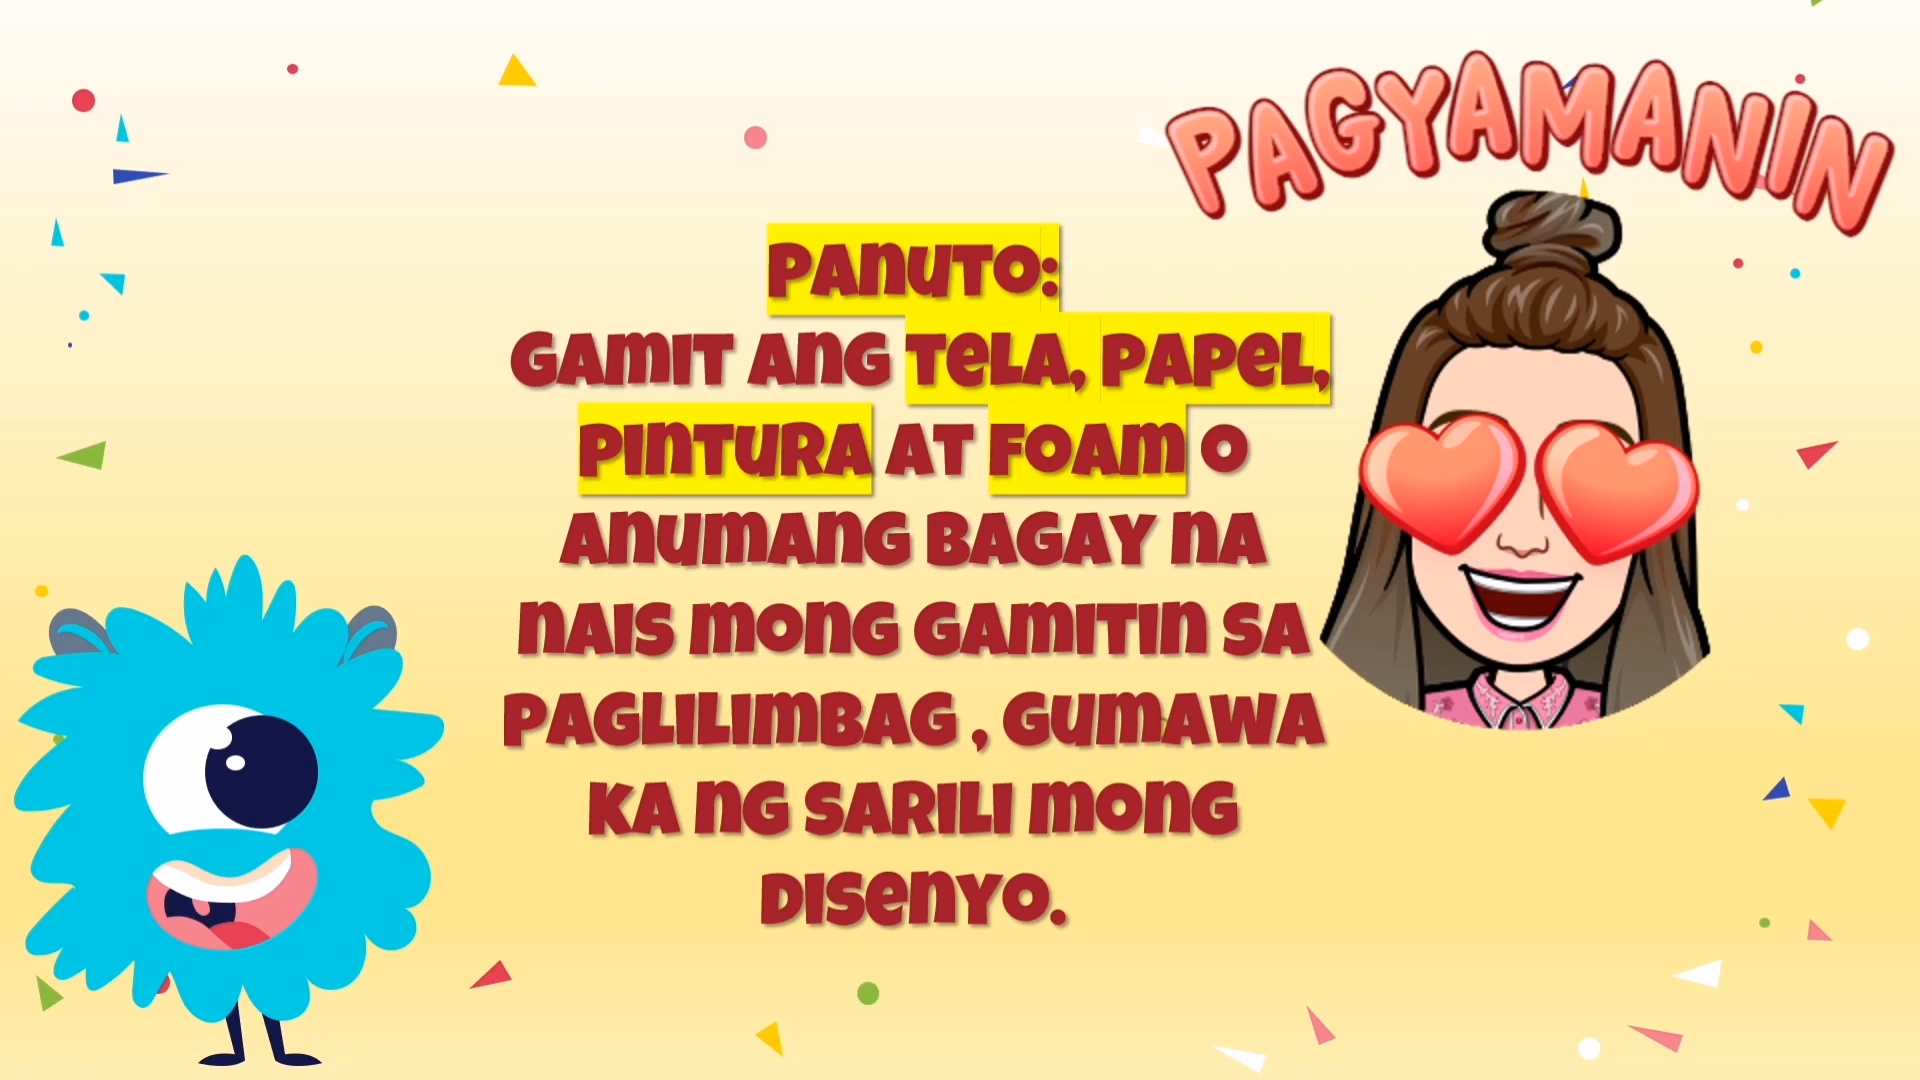 PAGYAMANIN
PANUTO:
GAMIT ANG TELA, PAPEL,
PINTURA AT FOAM O
ANUMANG BAGAY NA
NAIS MONG GAMITIN SA
PAGLILIMBAG , GUMAWA
KA NG SARILI MONG
DISENYO.